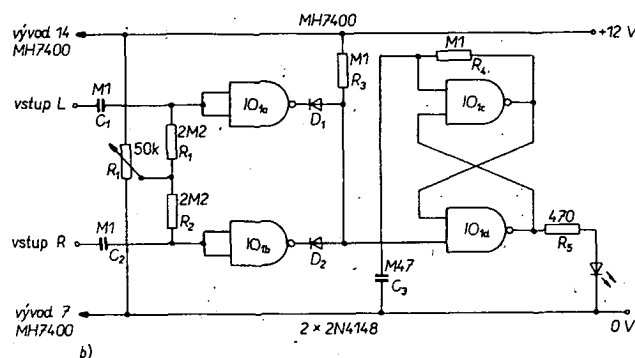 MH7400
vývod 14
MH7400
+12 V
M1
R3
M1
R4
M1
vstup L
C1
IO1a
D1
IO1c
2M2
R1
50k
R1
2M2
R2
M1
vstup R
C2
IO1b
D2
IO1d
470
R5
M47
C3
vývod 7
MH7400
2 × 2N4148
0 V
b)